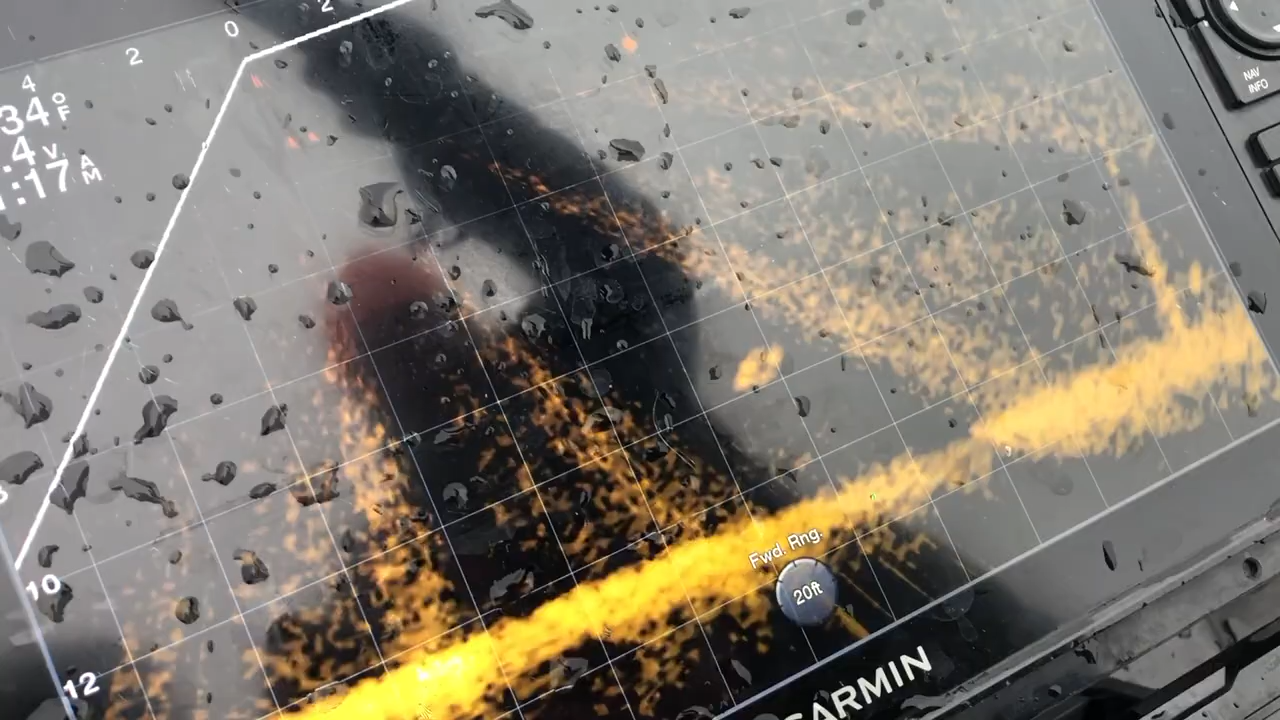 2
0
2
4
34°F
4 V
:17 AM
10
12
Fwd. Rng.
20ft
GARMIN
NAV
INFO